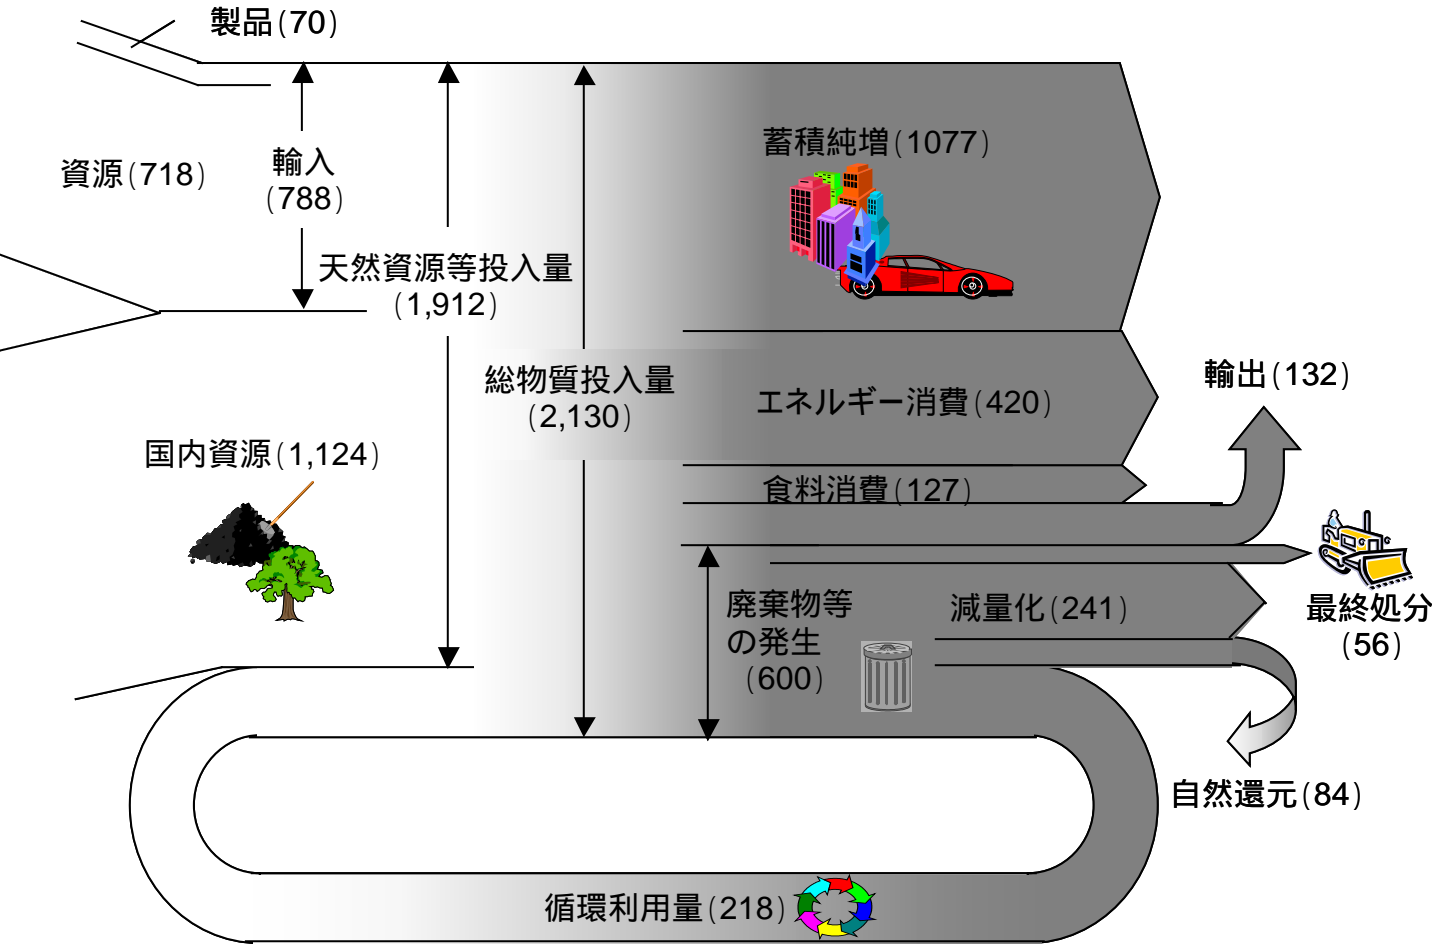 製品(70)
資源(718)
輸入
(788)
天然資源等投入量
(1,912)
国内資源(1,124)
総物質投入量
(2,130)
蓄積純増(1077)
エネルギー消費(420)
食料消費(127)
輸出(132)
廃棄物等
の発生
(600)
減量化(241)
最終処分
(56)
自然還元(84)
循環利用量(218)